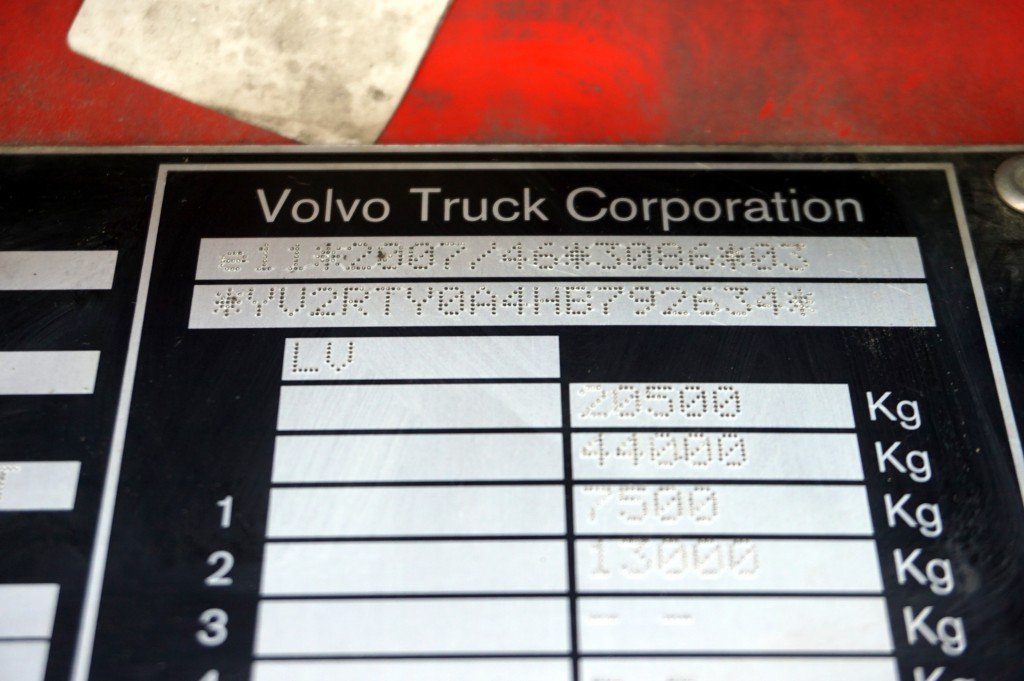 Volvo Truck Corporation
e11*2007/46*3086*03
*YV2RTY0A4HB792634*
LV
20500 Kg
44000 Kg
1 7500 Kg
2 13000 Kg
3 -- -- Kg